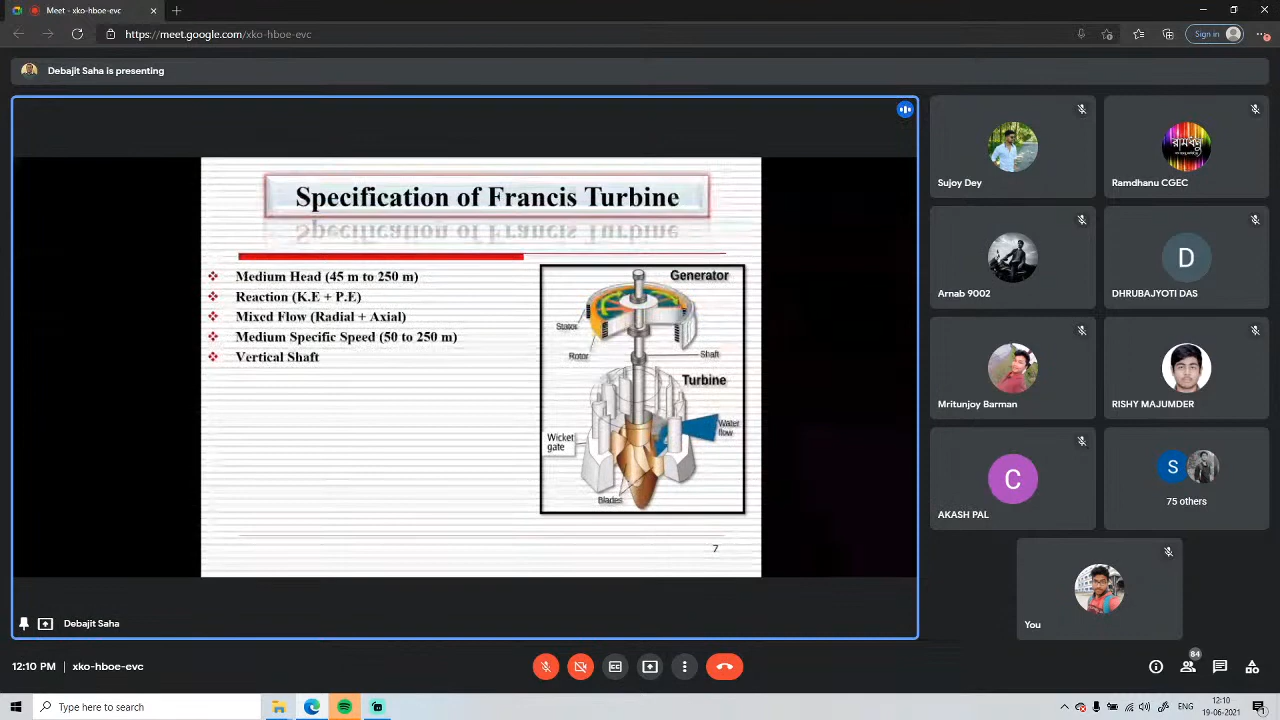 Meet - xko-hboe-evc
https://meet.google.com/xko-hboe-evc
Sign in
Debajit Saha is presenting
Specification of Francis Turbine
Medium Head (45 m to 250 m)
Reaction (K.E + P.E)
Mixed Flow (Radial + Axial)
Medium Specific Speed (50 to 250 m)
Vertical Shaft
Generator
Stator
Rotor
Shaft
Turbine
Water
flow
Wicket
gate
Blades
7
Debajit Saha
Sujoy Dey
রামধনু
Arnab 9002
D
DHRUBAJYOTI DAS
Mritunjoy Barman
RISHY MAJUMDER
C
AKASH PAL
S
75 others
You
12:10 PM | xko-hboe-evc
84
Type here to search
ENG
12:10
19-06-2021